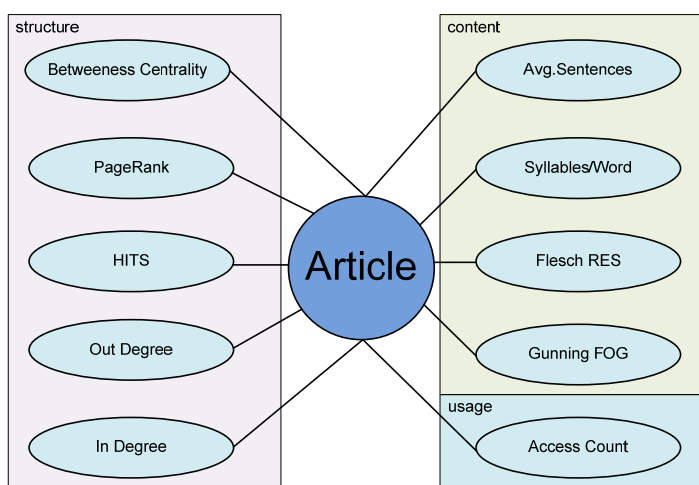 structure
Betweeness Centrality
PageRank
HITS
Out Degree
In Degree
Article
content
Avg.Sentences
Syllables/Word
Flesch RES
Gunning FOG
usage
Access Count